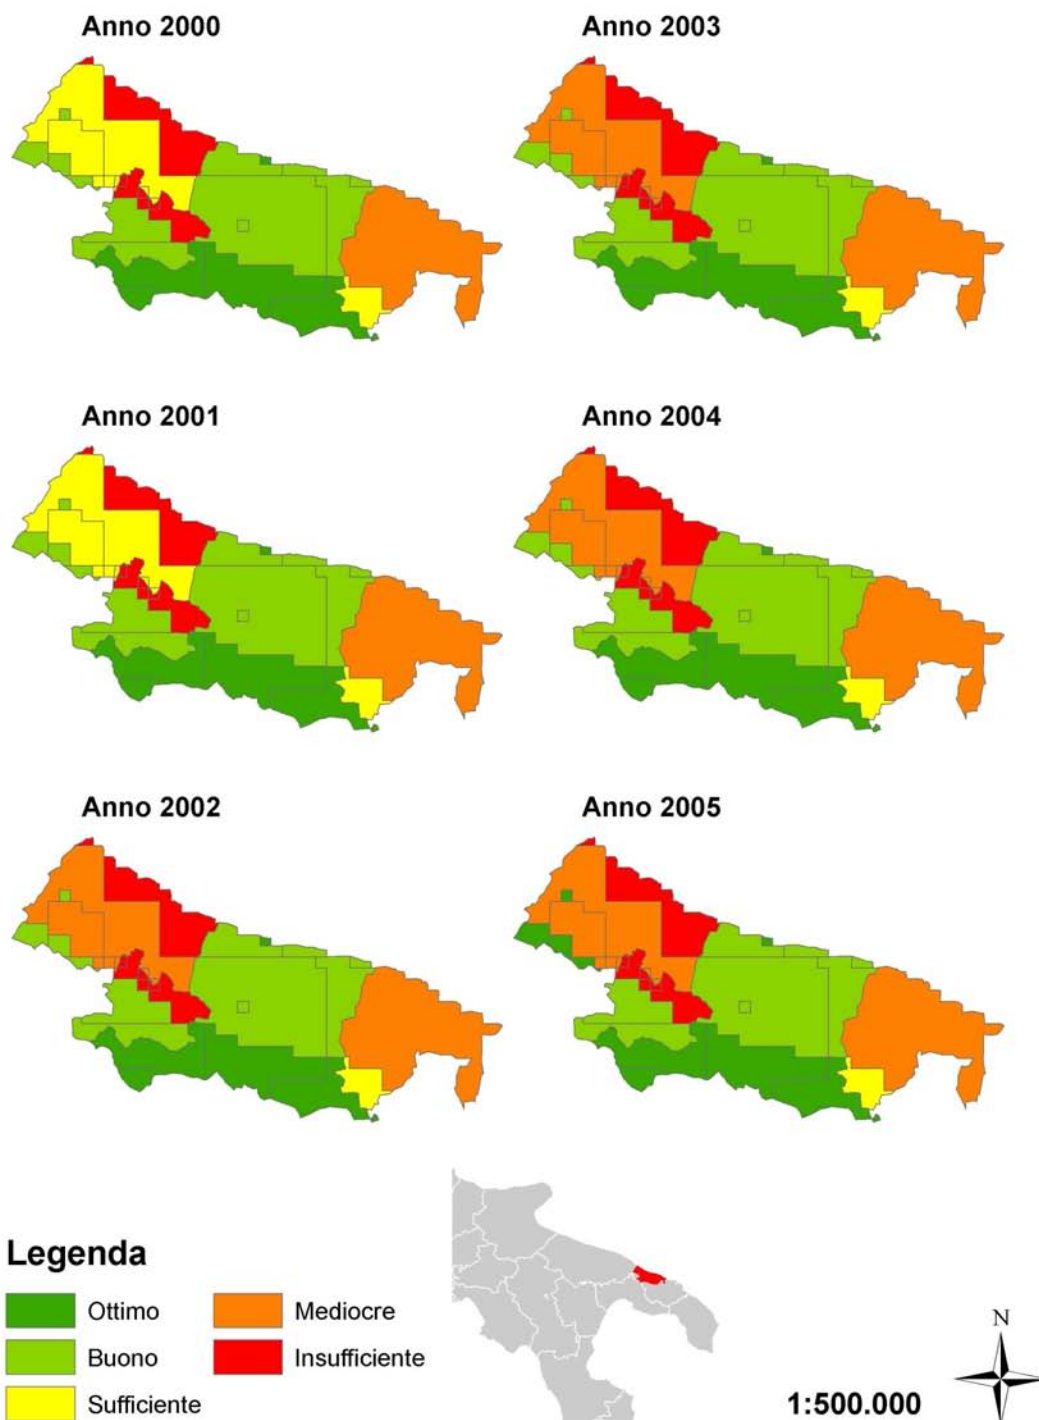 Anno 2000
Anno 2003
Anno 2001
Anno 2004
Anno 2002
Anno 2005
Legenda
Ottimo
Mediocre
Buono
Insufficiente
Sufficiente
N
1:500.000